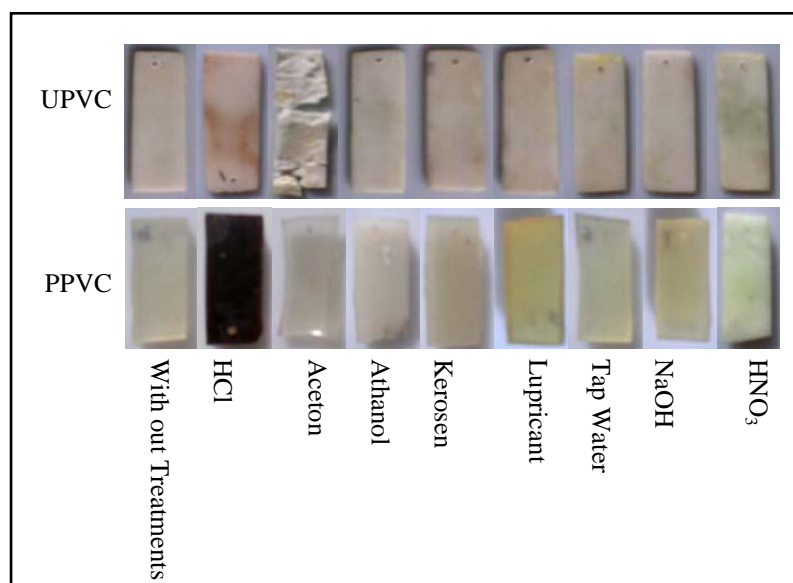 UPVC
PPVC
With out Treatments
HCl
Aceton
Athanol
Kerosen
Lupricant
Tap Water
NaOH
HNO3